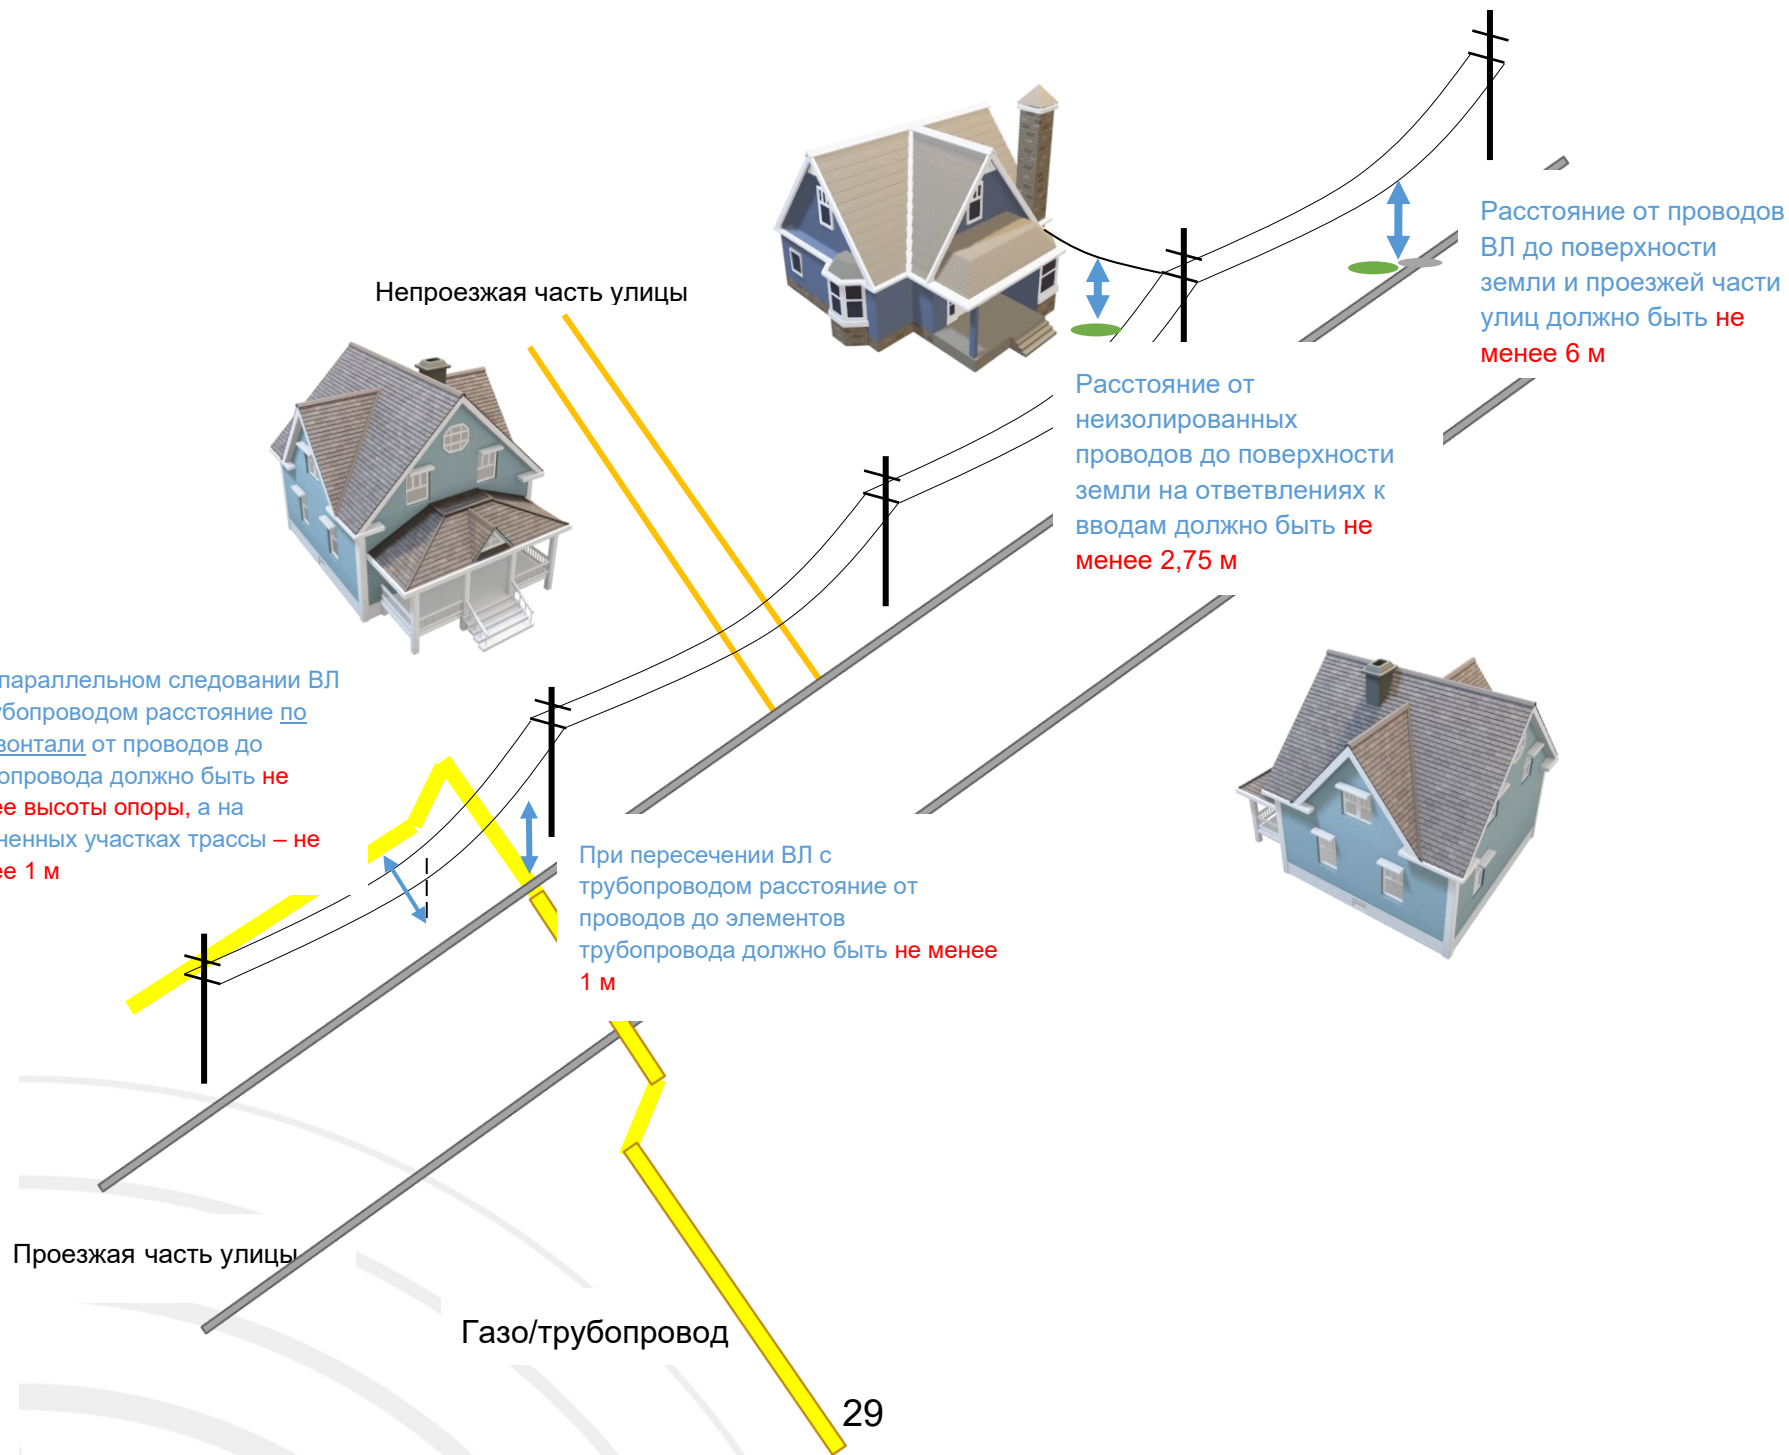 Непроезжая часть улицы
Расстояние от проводов
ВЛ до поверхности
земли и проезжей части
улиц должно быть не
менее 6 м
Расстояние от
неизолированных
проводов до поверхности
земли на ответвлениях к
вводам должно быть не
менее 2,75 м
параллельном следовании ВЛ
убопроводом расстояние по
зонтали от проводов до
опровода должно быть не
ее высоты опоры, а на
ненных участках трассы – не
ее 1 м
При пересечении ВЛ с
трубопроводом расстояние от
проводов до элементов
трубопровода должно быть не менее
1 м
Проезжая часть улицы
Газо/трубопровод
29